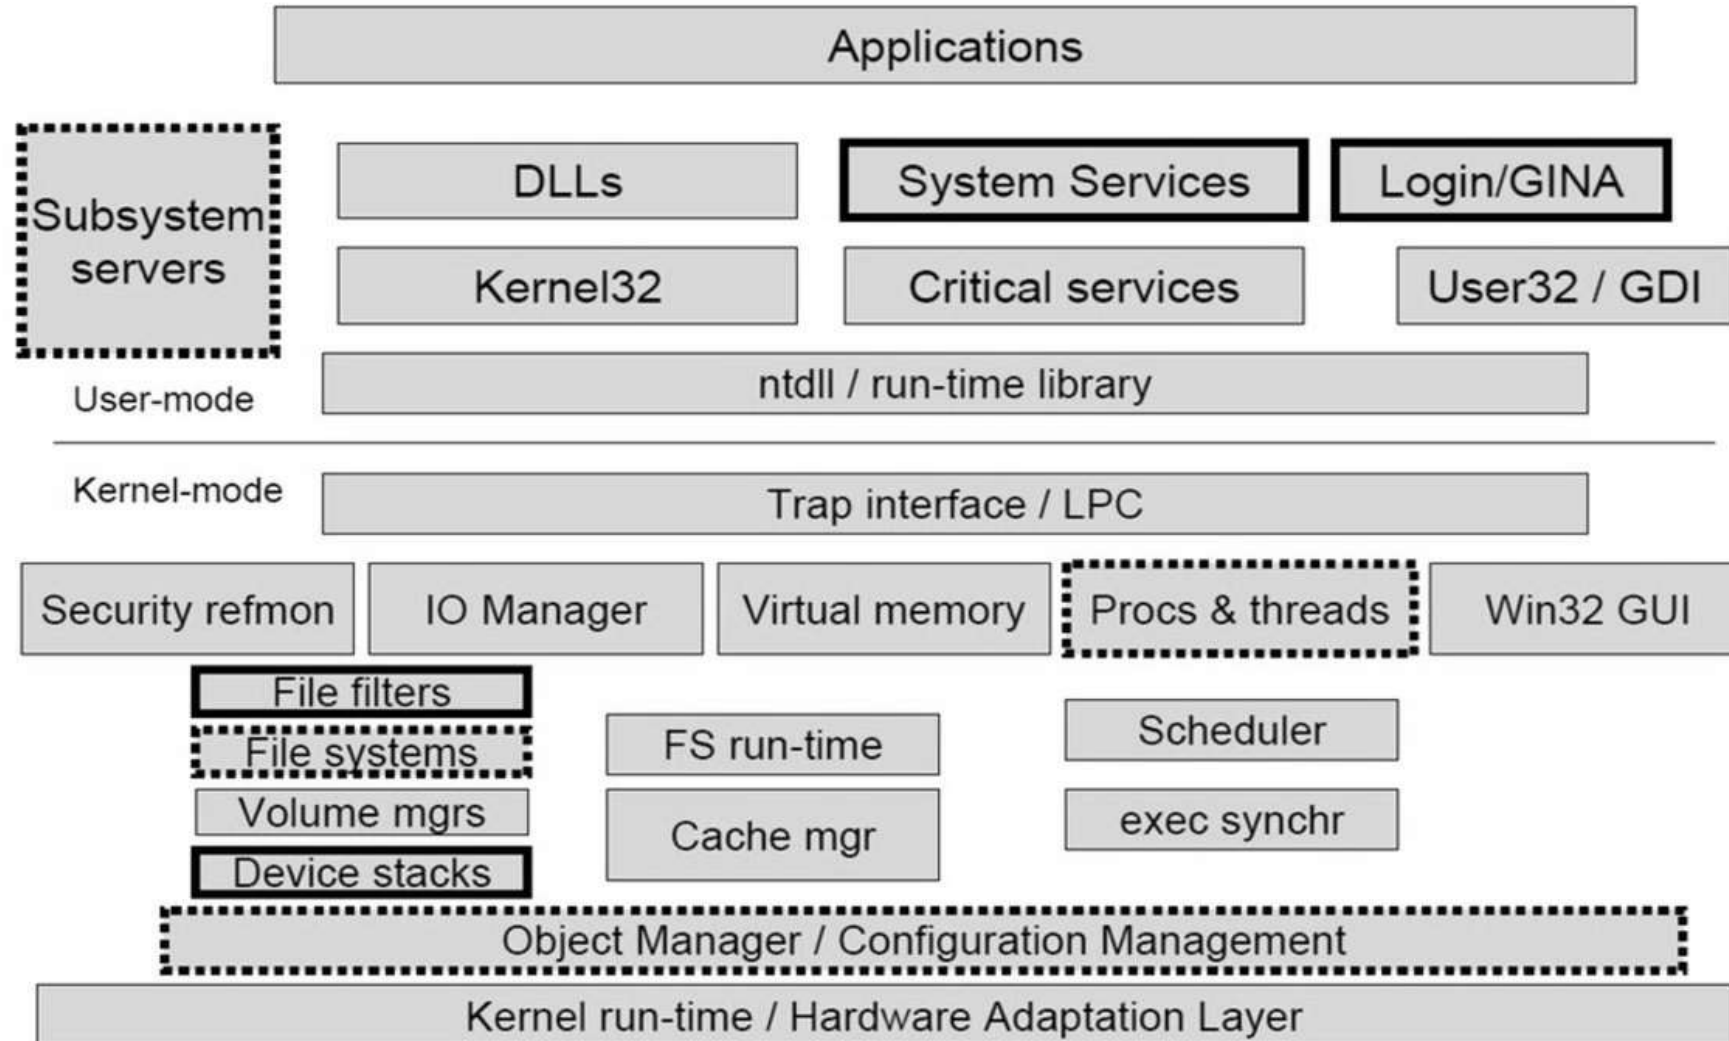 Applications
Subsystem
servers
DLLs
System Services
Login/GINA
Kernel32
Critical services
User32 / GDI
User-mode
ntdll / run-time library
Kernel-mode
Trap interface / LPC
Security refmon
IO Manager
Virtual memory
Procs & threads
Win32 GUI
File filters
File systems
Volume mgrs
Device stacks
FS run-time
Cache mgr
Scheduler
exec synchr
Object Manager / Configuration Management
Kernel run-time / Hardware Adaptation Layer